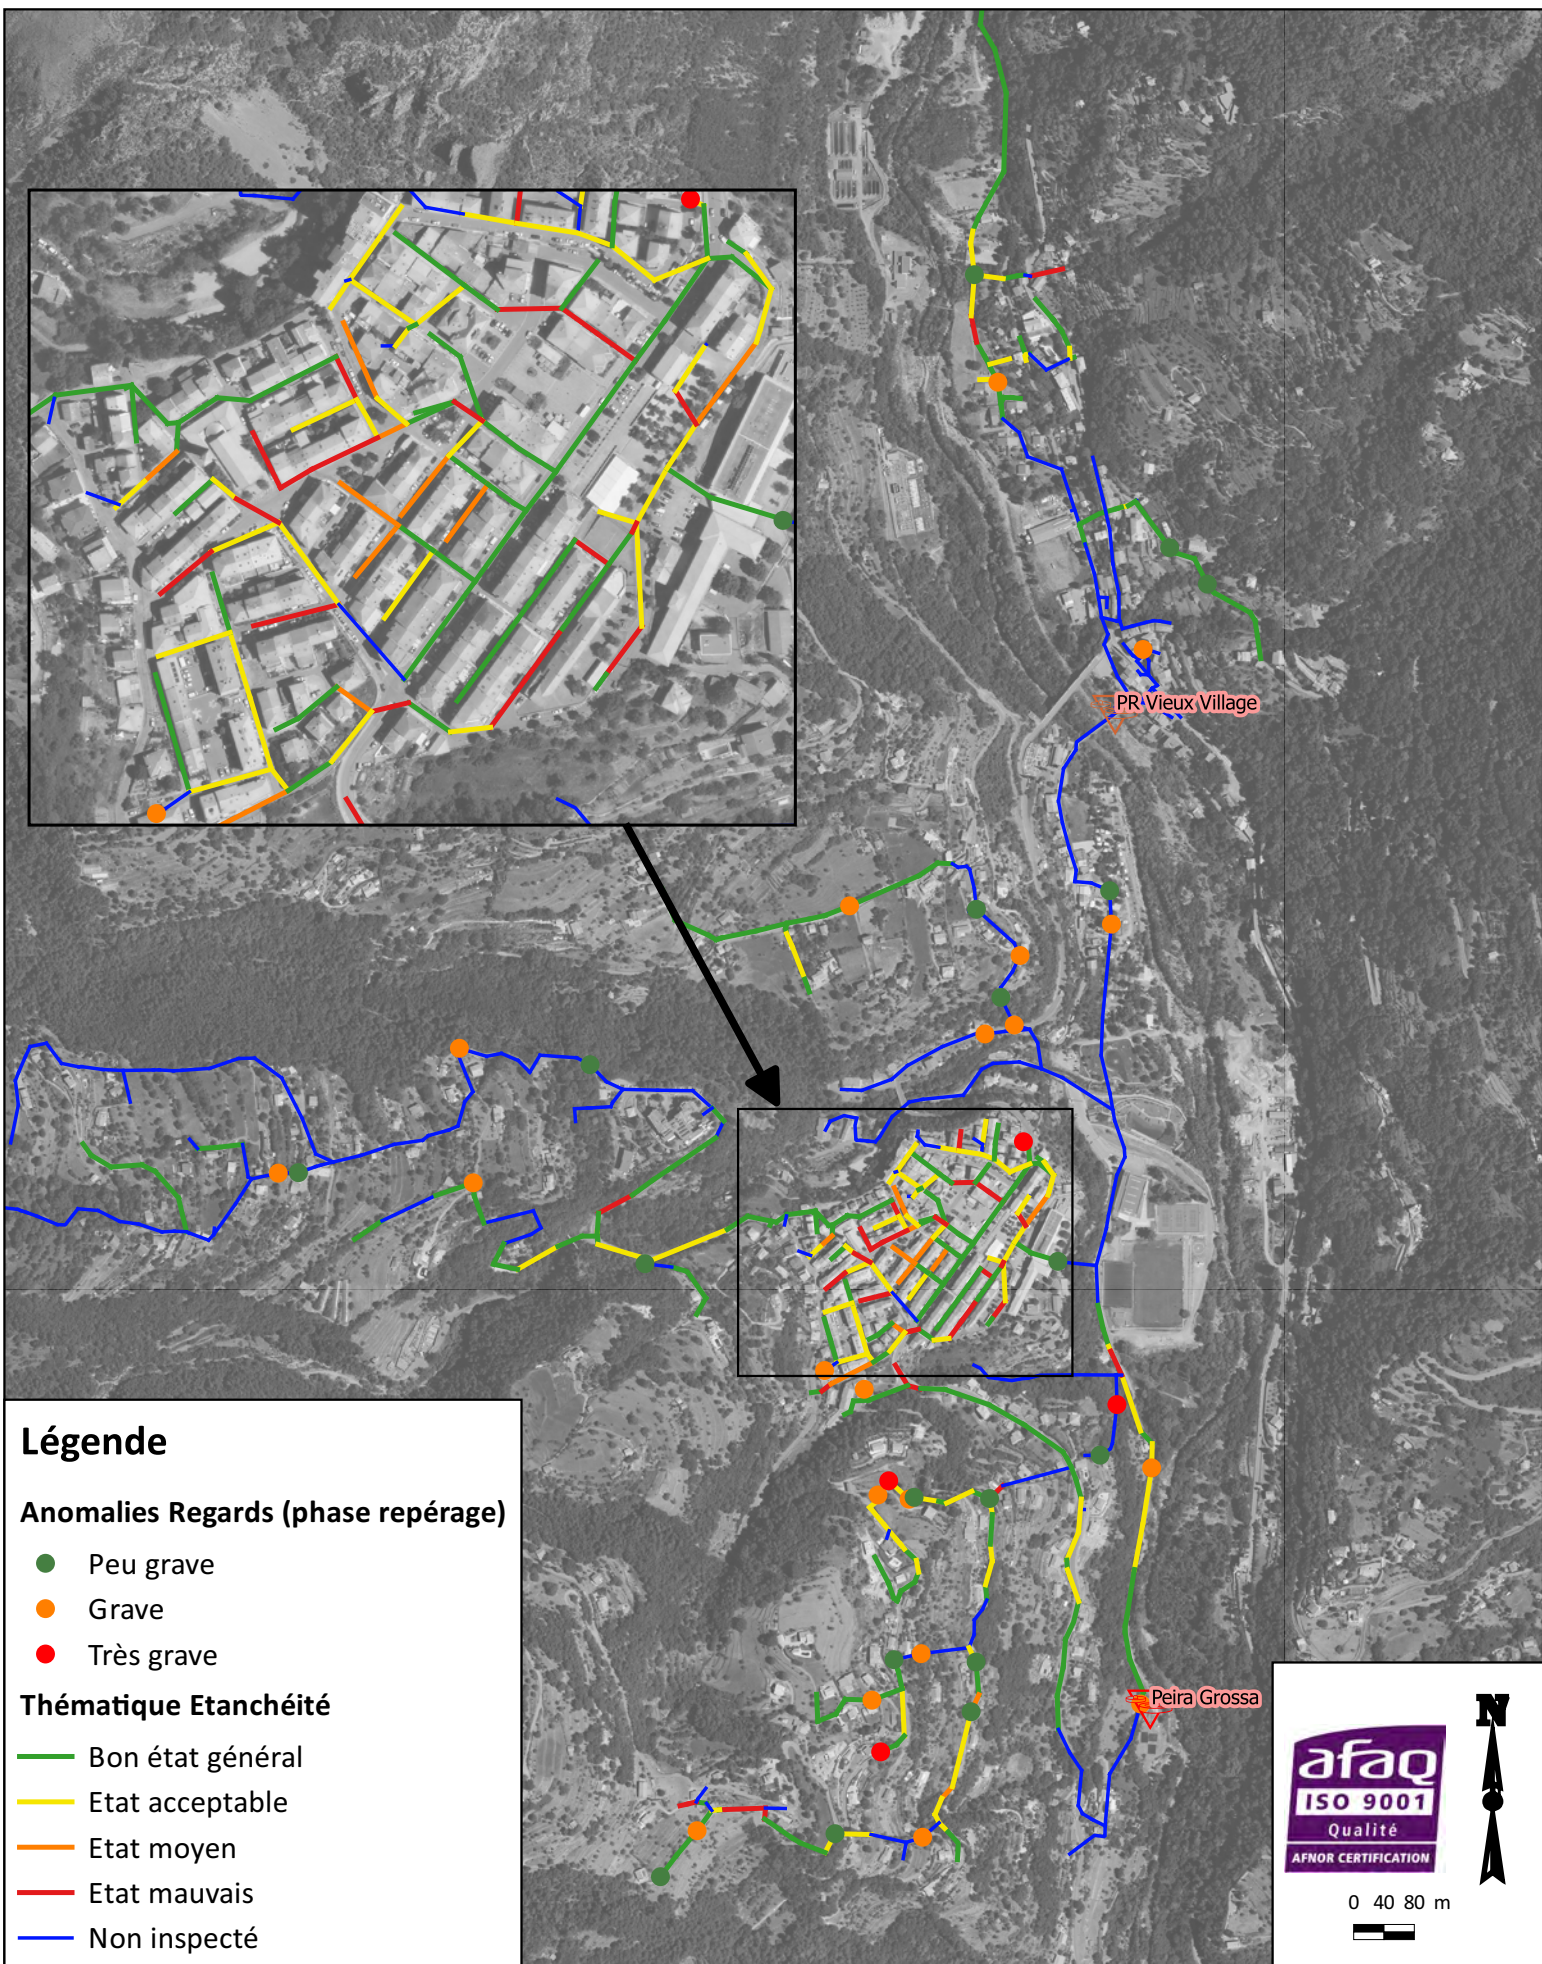 PR Vieux Village
Légende
Anomalies Regards (phase repérage)
Peu grave
Grave
Très grave
Thématique Etanchéité
Bon état général
Etat acceptable
Etat moyen
Etat mauvais
Non inspecté
Peira Grossa
afaq
ISO 9001
Qualité
AFNOR CERTIFICATION
N
0 40 80 m